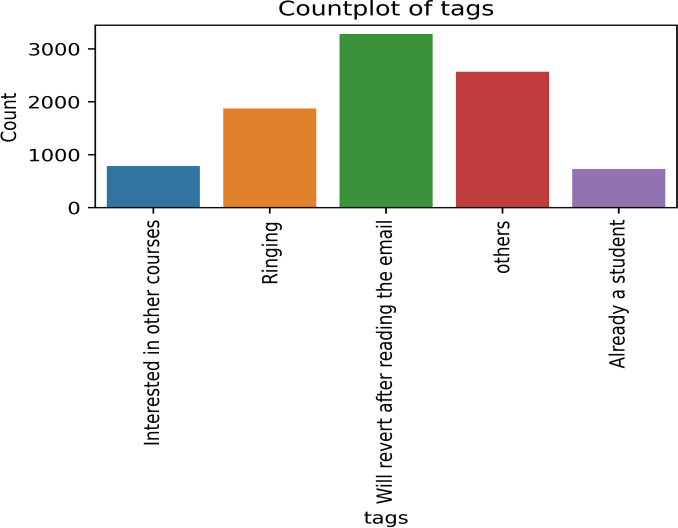 Countplot of tags
Count
3000
2000
1000
0
Interested in other courses
Ringing
Will revert after reading the email
others
Already a student
tags